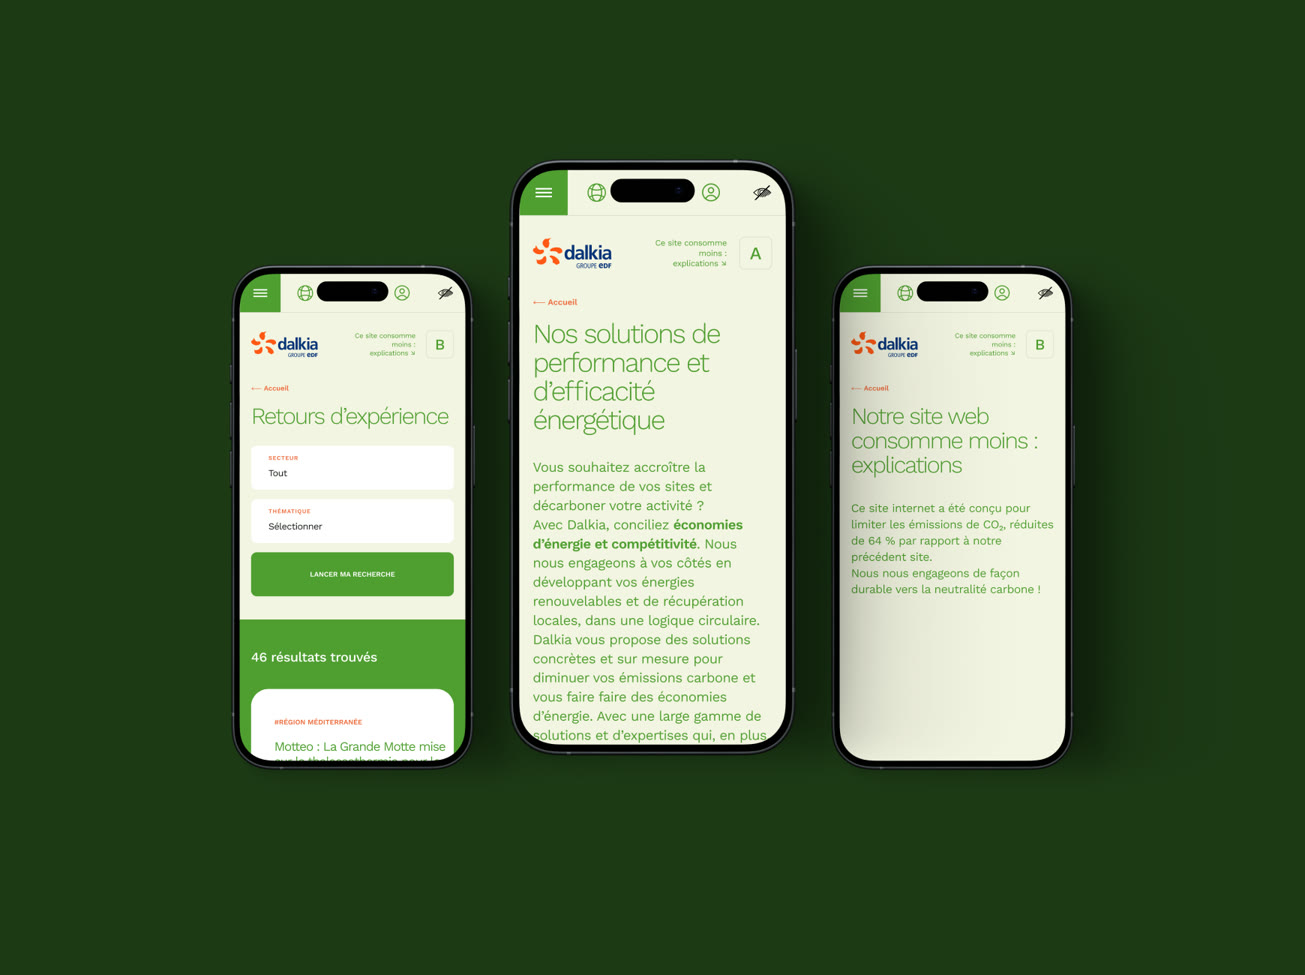 dalkia
GROUPE eDF
Ce site consomme
moins :
explications ↘
B
← Accueil
Retours d’expérience
SECTEUR
Tout
THÉMATIQUE
Sélectionner
LANCER MA RECHERCHE
46 résultats trouvés
#RÉGION MÉDITERRANÉE
Motteo : La Grande Motte mise
dalkia
GROUPE eDF
Ce site consomme
moins :
explications ↘
A
← Accueil
Nos solutions de
performance et
d’efficacité
énergétique
Vous souhaitez accroître la
performance de vos sites et
décarboner votre activité ?
Avec Dalkia, conciliez économies
d’énergie et compétitivité. Nous
nous engageons à vos côtés en
développant vos énergies
renouvelables et de récupération
locales, dans une logique circulaire.
Dalkia vous propose des solutions
concrètes et sur mesure pour
diminuer vos émissions carbone et
vous faire faire des économies
d’énergie. Avec une large gamme de
solutions et d’expertises qui, en plus
dalkia
GROUPE eDF
Ce site consomme
moins :
explications ↘
B
← Accueil
Notre site web
consomme moins :
explications
Ce site internet a été conçu pour
limiter les émissions de CO₂, réduites
de 64 % par rapport à notre
précédent site.
Nous nous engageons de façon
durable vers la neutralité carbone !